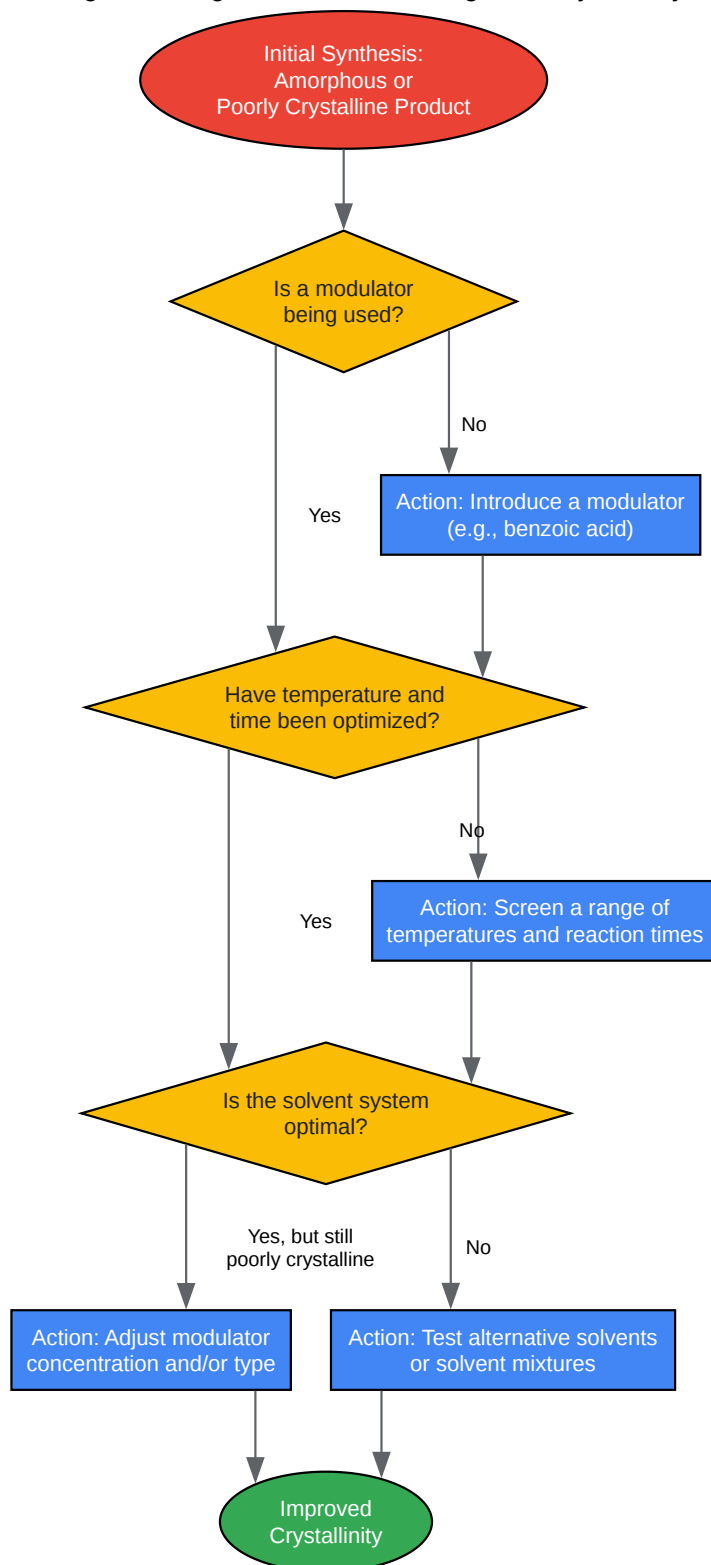 Initial Synthesis:
Amorphous or
Poorly Crystalline Product
Is a modulator
being used?
No
Action: Introduce a modulator
(e.g., benzoic acid)
Yes
Have temperature and
time been optimized?
No
Action: Screen a range of
temperatures and reaction times
Yes
Is the solvent system
optimal?
Yes, but still
poorly crystalline
No
Action: Adjust modulator
concentration and/or type
Action: Test alternative solvents
or solvent mixtures
Improved
Crystallinity